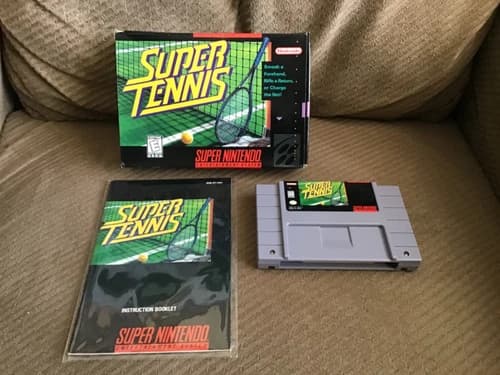 SUPER
TENNIS
Nintendo
Smash a
Forehand,
Rifle a Return,
or Charge
the Net!
E
SUPER NINTENDO
ENTERTAINMENT SYSTEM
SUPER
TENNIS
INSTRUCTION BOOKLET
SUPER NINTENDO
ENTERTAINMENT SYSTEM
SUPER
TENNIS